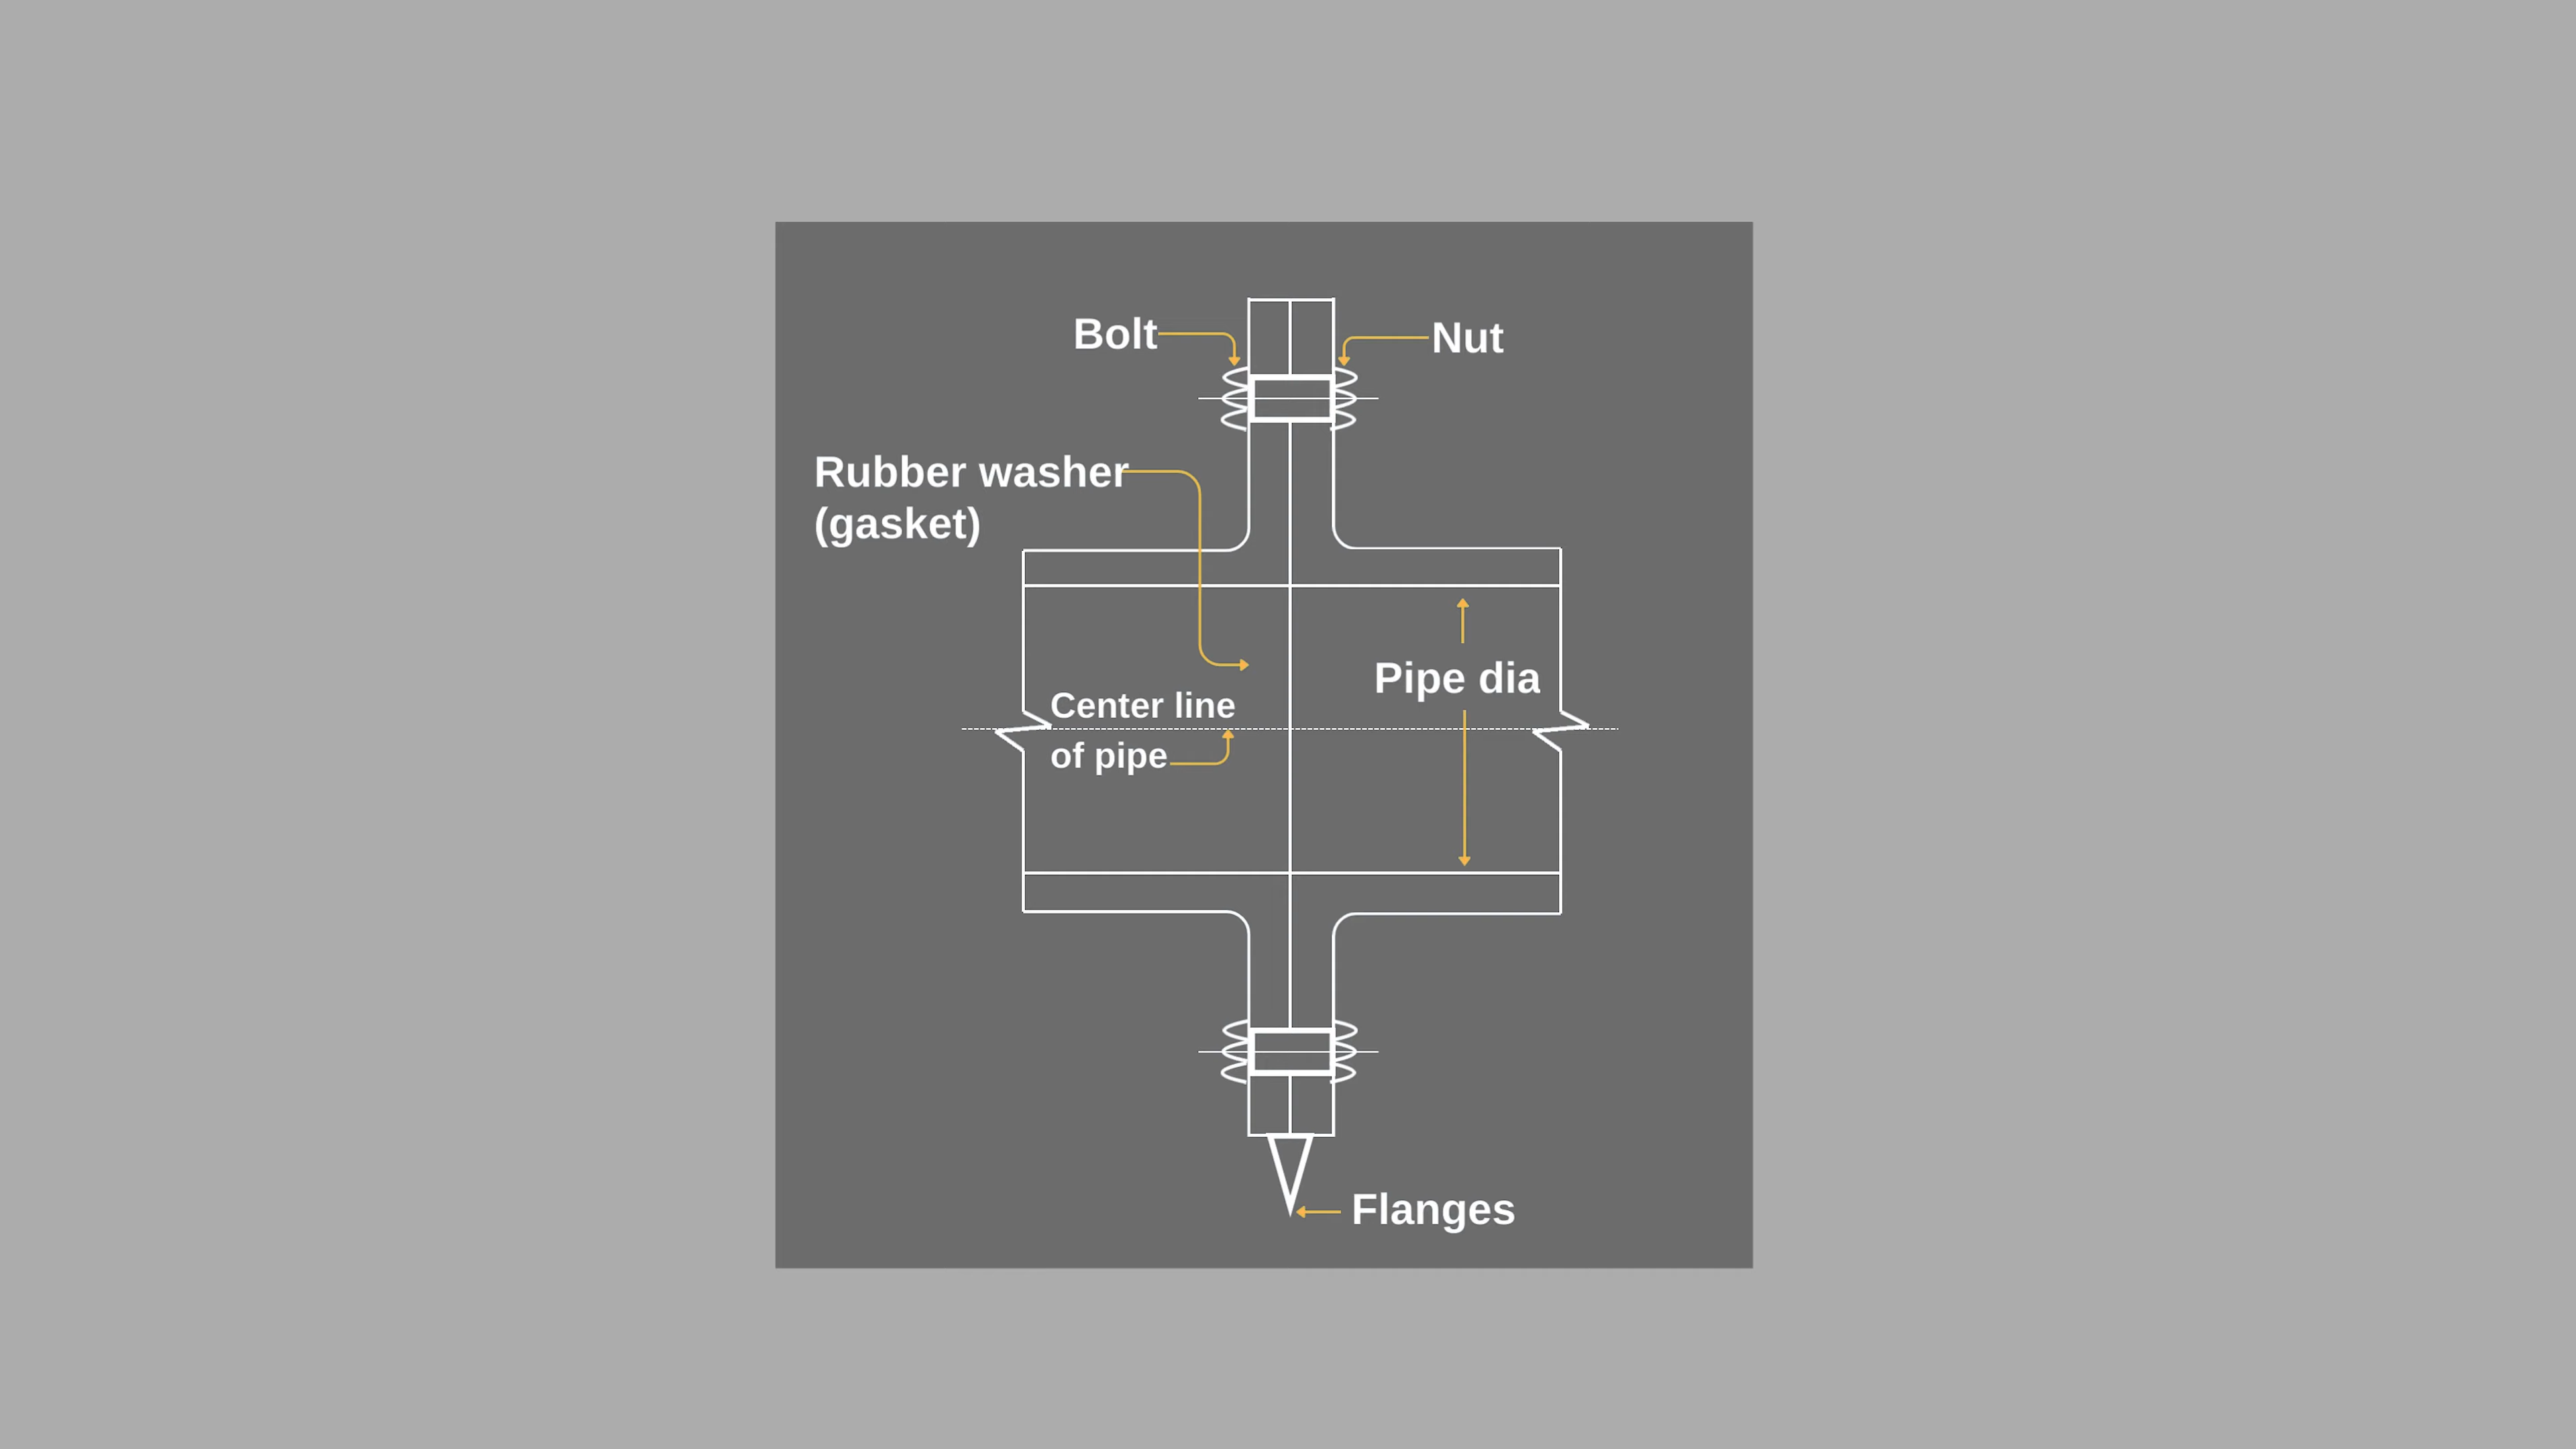 Bolt
Nut
Rubber washer
(gasket)
Pipe dia
Center line
of pipe
Flanges